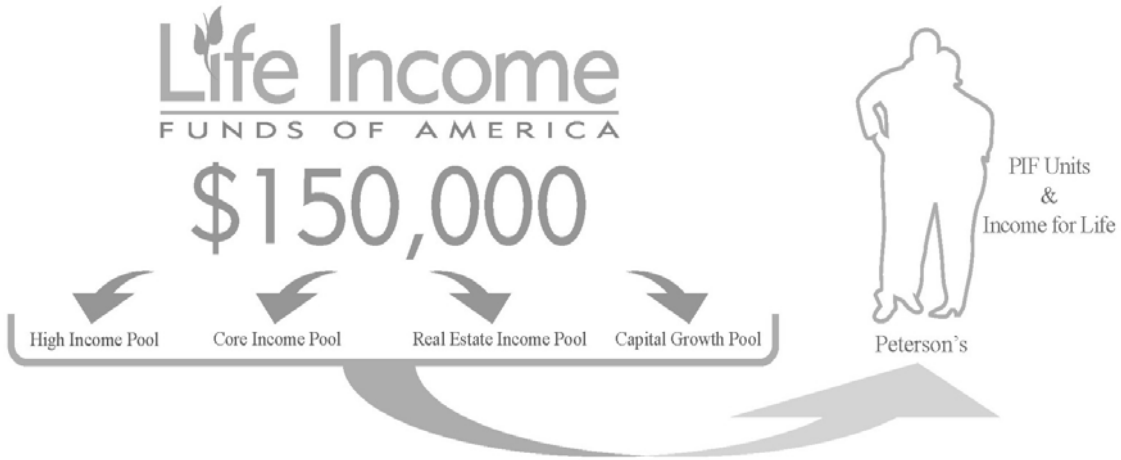 Life Income
FUNDS OF AMERICA
$150,000
High Income Pool
Core Income Pool
Real Estate Income Pool
Capital Growth Pool
PIF Units
&
Income for Life
Peterson's